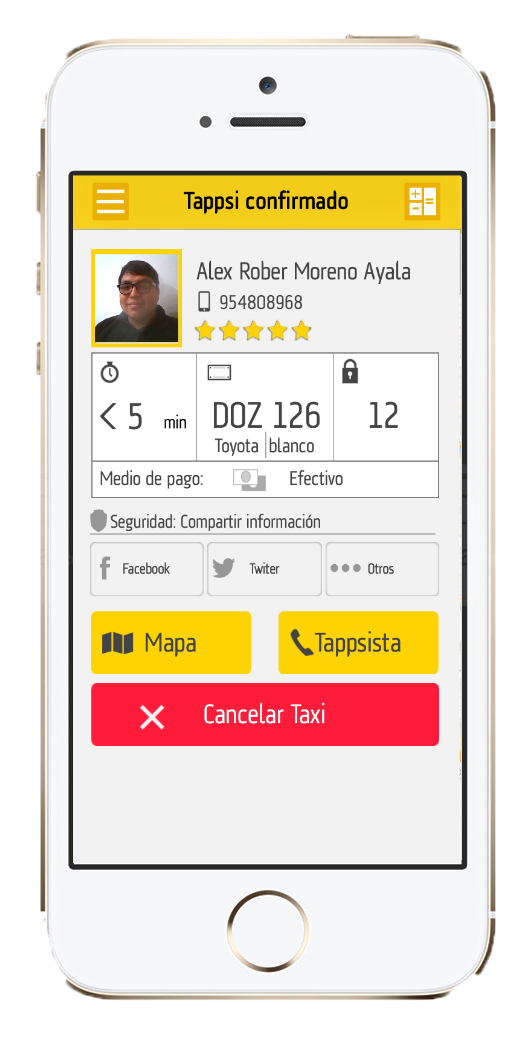 Tappsi confirmado
Alex Rober Moreno Ayala
954808968
< 5 min
DOZ 126
Toyota blanco
12
Medio de pago: Efectivo
Seguridad: Compartir información
Facebook
Twiter
Otros
Mapa
Tappsista
Cancelar Taxi